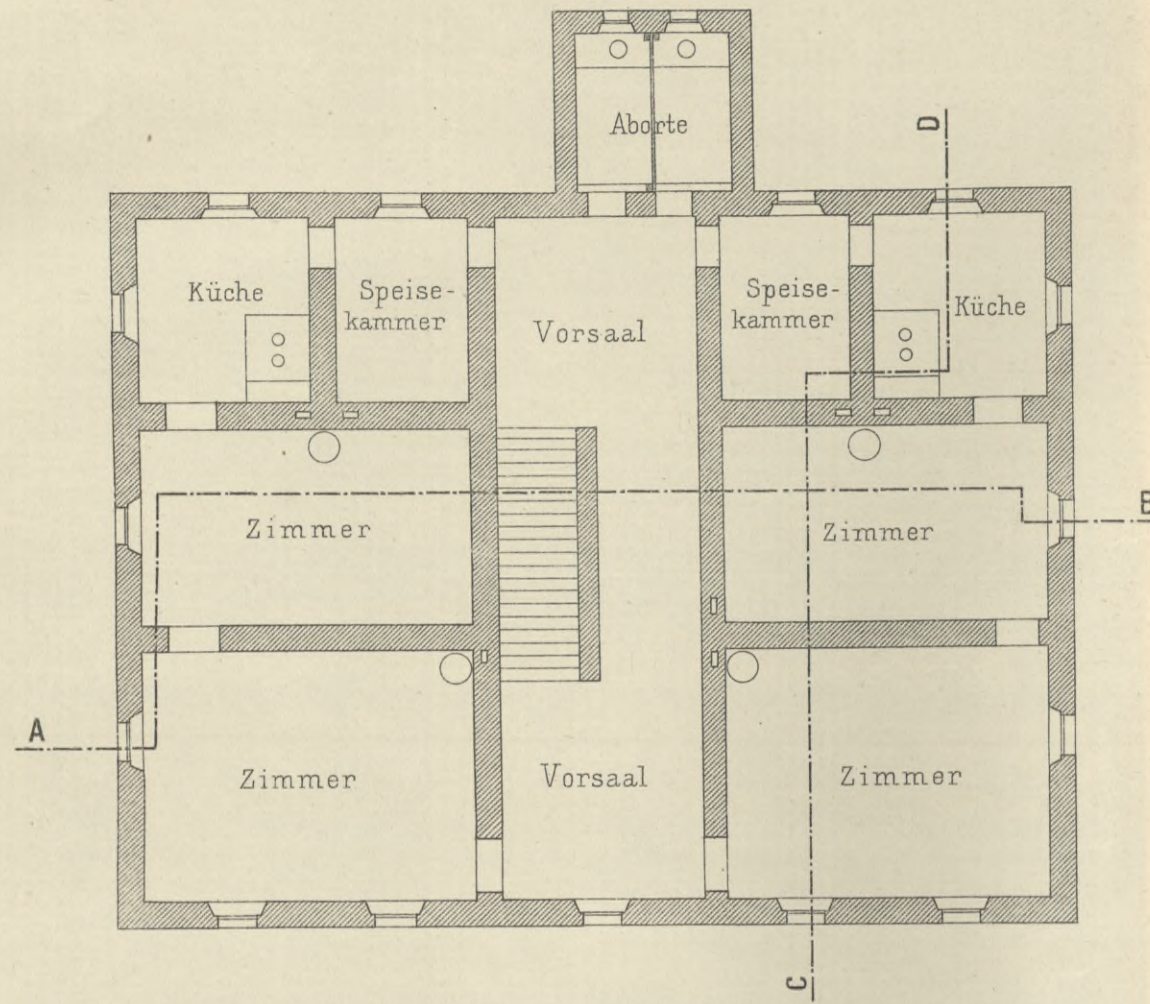 Aborte
D
Küche
Speise-
kammer
Vorsaal
Speise-
kammer
Küche
Zimmer
Zimmer
B
A
Zimmer
Vorsaal
Zimmer
C